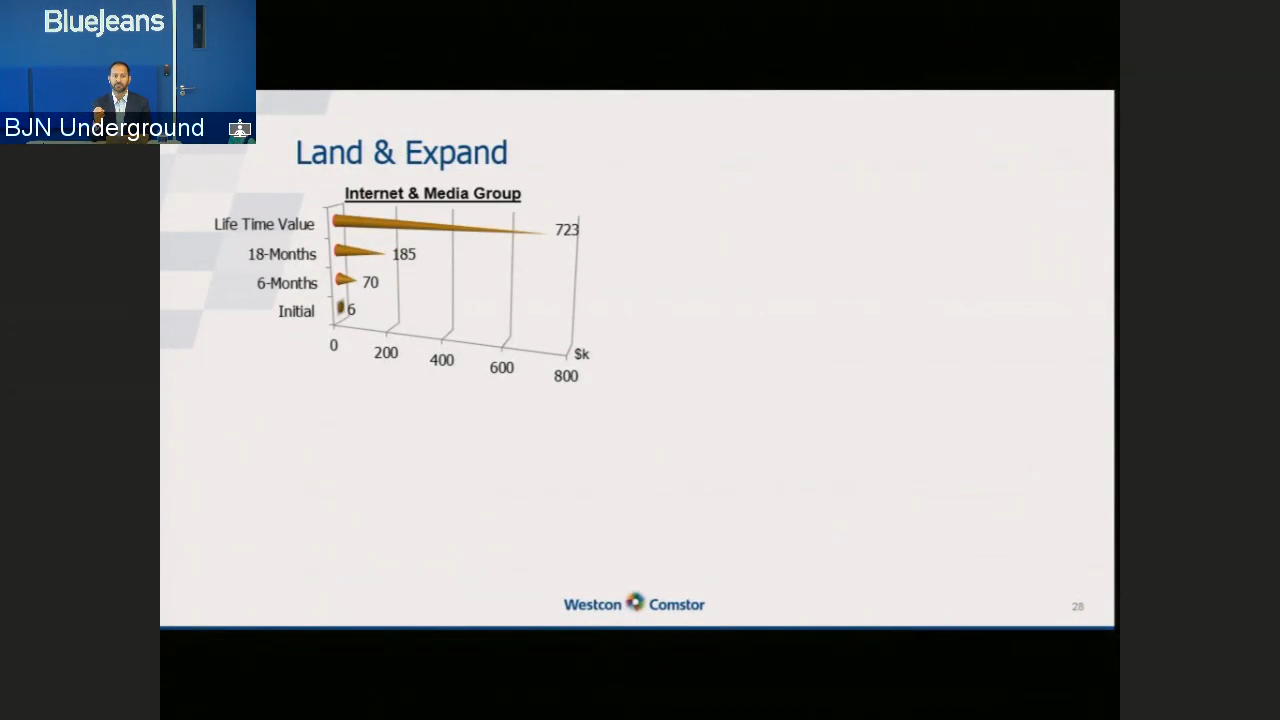 BlueJeans
BJN Underground
Land & Expand
Internet & Media Group
Life Time Value
723
18-Months
185
6-Months
70
Initial
6
0
200
400
600
800
$k
Westcon Comstor
28